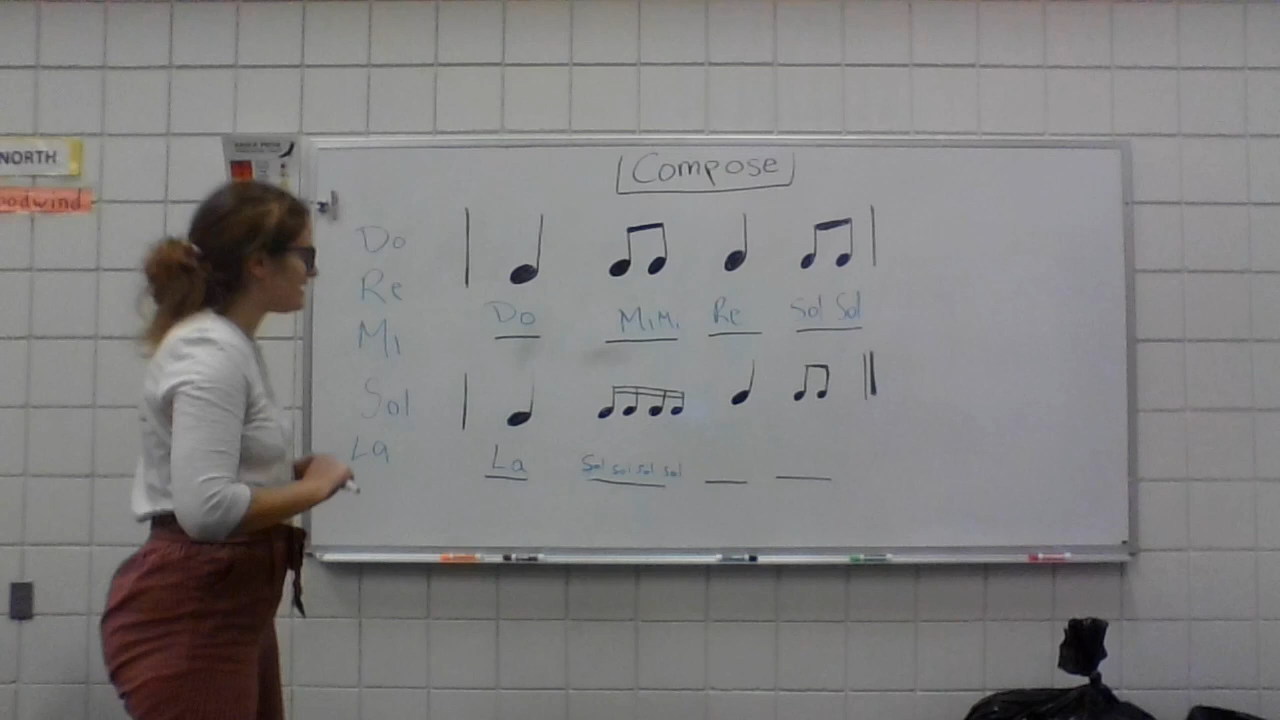 NORTH
oodwind
Compose
Do
Re
Mi
Sol
La
Do Mi Mi Re Sol Sol
La Sol Sol Sol Sol